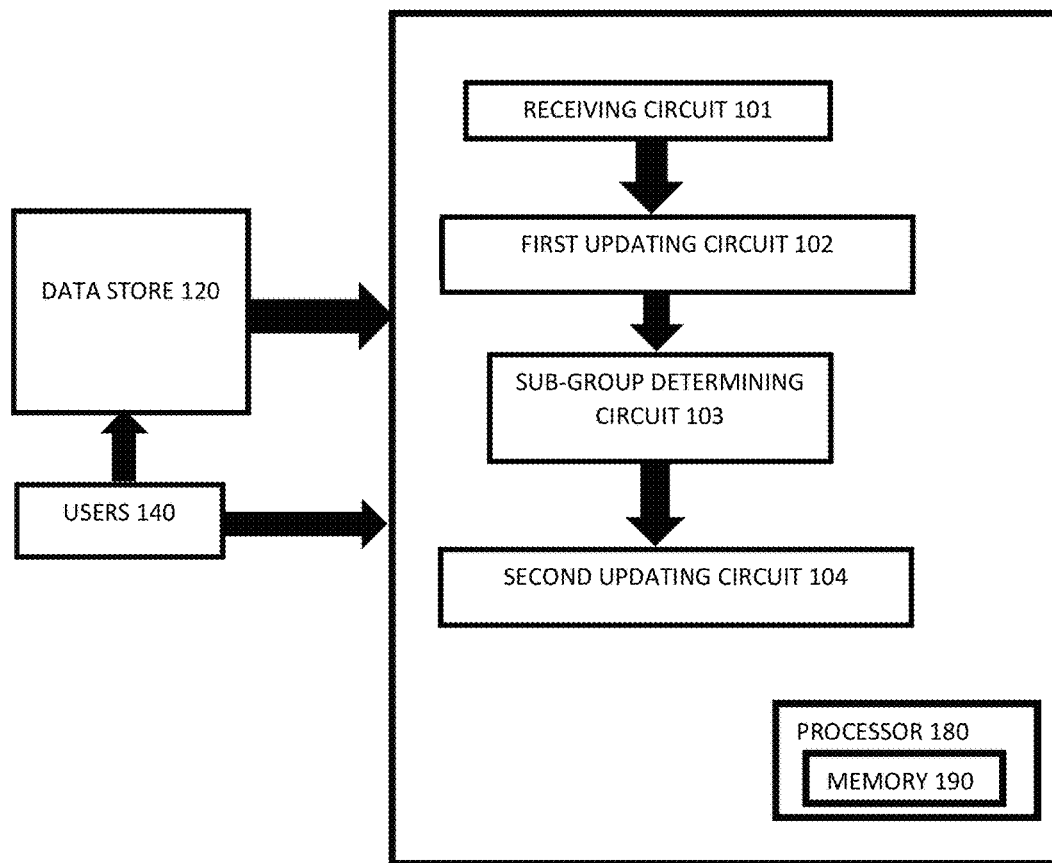 RECEIVING CIRCUIT 101
FIRST UPDATING CIRCUIT 102
DATA STORE 120
SUB-GROUP DETERMINING
CIRCUIT 103
USERS 140
SECOND UPDATING CIRCUIT 104
PROCESSOR 180
MEMORY 190